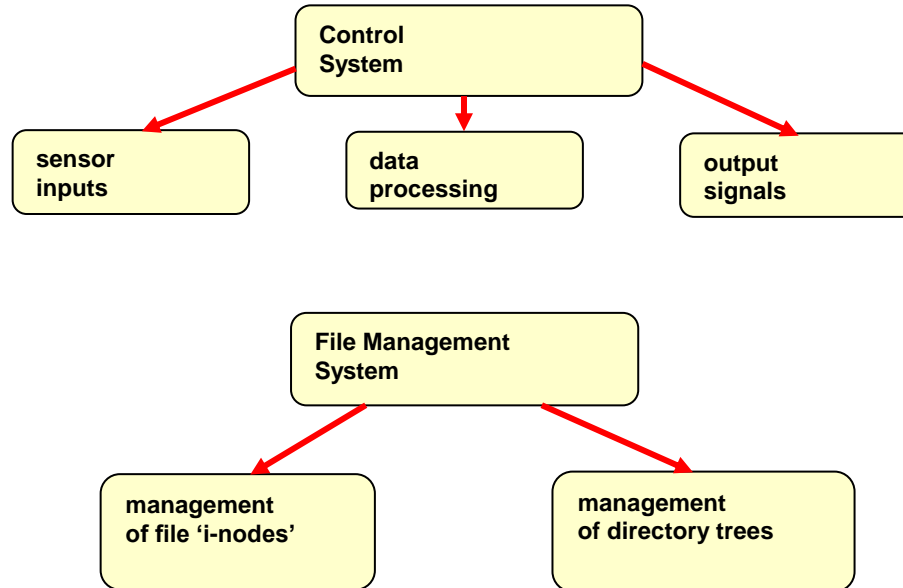 Control
System
sensor
inputs
data
processing
output
signals
File Management
System
management
of file ‘i-nodes’
management
of directory trees